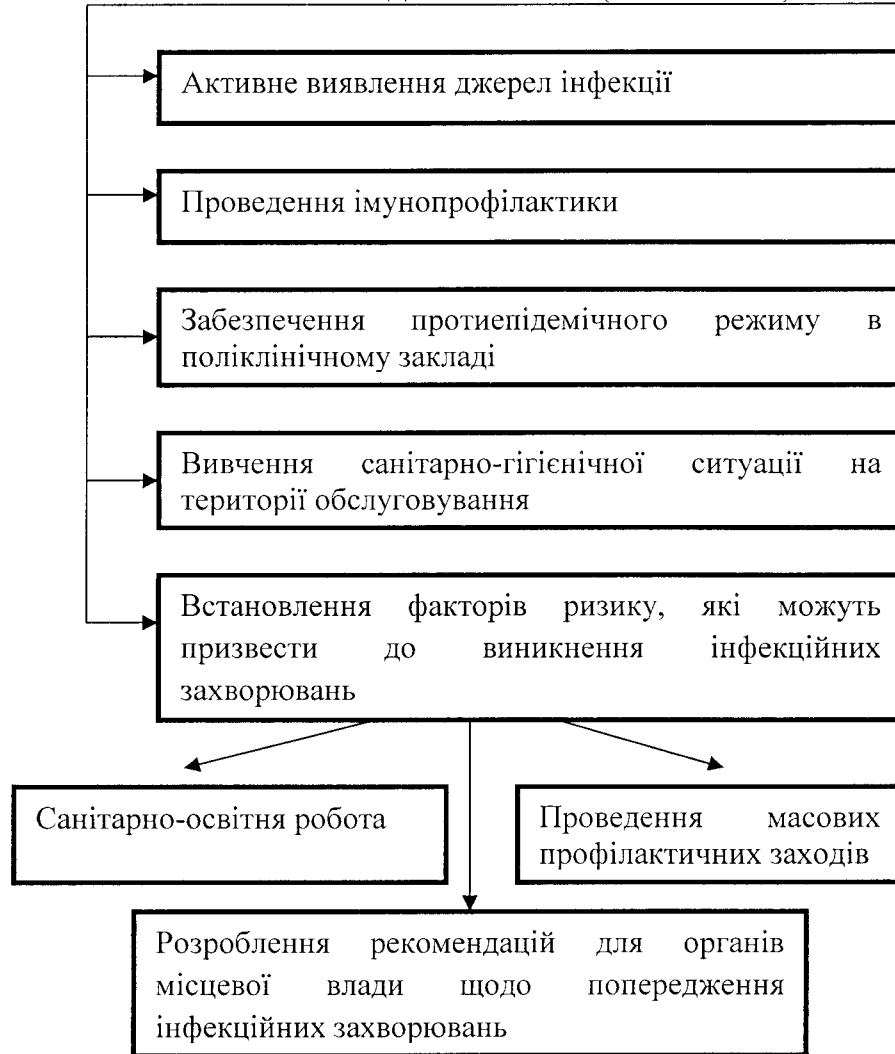 Активне виявлення джерел інфекції
Проведення імунопрофілактики
Забезпечення протиепідемічного режиму в
поліклінічному закладі
Вивчення санітарно-гігієнічної ситуації на
території обслуговування
Встановлення факторів ризику, які можуть
призвести до виникнення інфекційних
захворювань
Санітарно-освітня робота
Проведення масових
профілактичних заходів
Розроблення рекомендацій для органів
місцевої влади щодо попередження
інфекційних захворювань